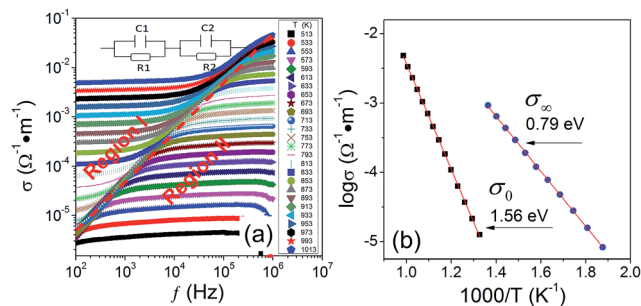 C1
C2
R1
R2
T (K)
513
533
553
573
593
613
633
653
673
693
713
733
753
773
793
813
833
853
873
893
913
933
953
973
993
1013
10⁻¹
10⁻²
10⁻³
10⁻⁴
10⁻⁵
σ (Ω⁻¹•m⁻¹)
Region I
Region II
(a)
10² 10³ 10⁴ 10⁵ 10⁶
f (Hz)
-2
-3
-4
-5
logσ (Ω⁻¹•m⁻¹)
σ∞
0.79 eV
σ₀
1.56 eV
(b)
1.0 1.2 1.4 1.6 1.8 2.0
1000/T (K⁻¹)